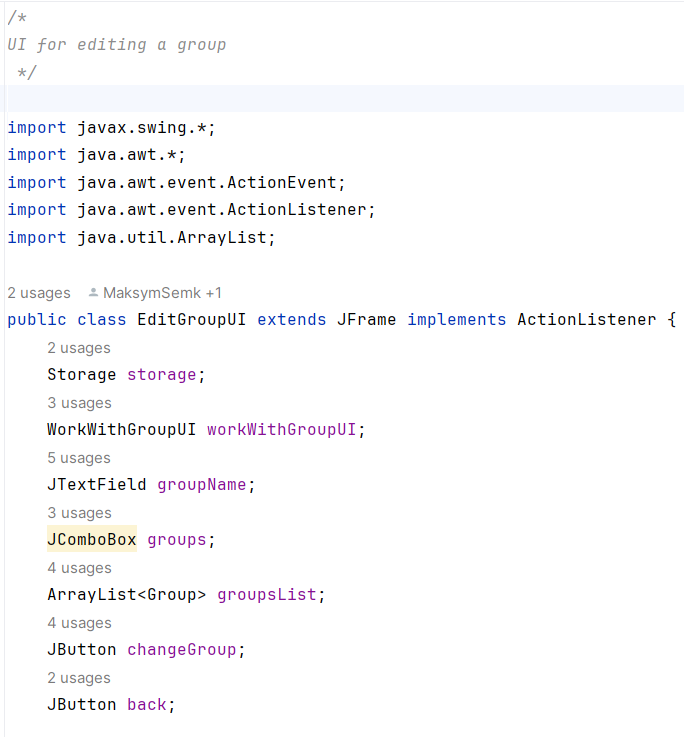 /*
UI for editing a group
 */
import javax.swing.*;
import java.awt.*;
import java.awt.event.ActionEvent;
import java.awt.event.ActionListener;
import java.util.ArrayList;
2 usages MaksymSemk +1
public class EditGroupUI extends JFrame implements ActionListener {
2 usages
Storage storage;
3 usages
WorkWithGroupUI workWithGroupUI;
5 usages
JTextField groupName;
3 usages
JComboBox groups;
4 usages
ArrayList<Group> groupsList;
4 usages
JButton changeGroup;
2 usages
JButton back;